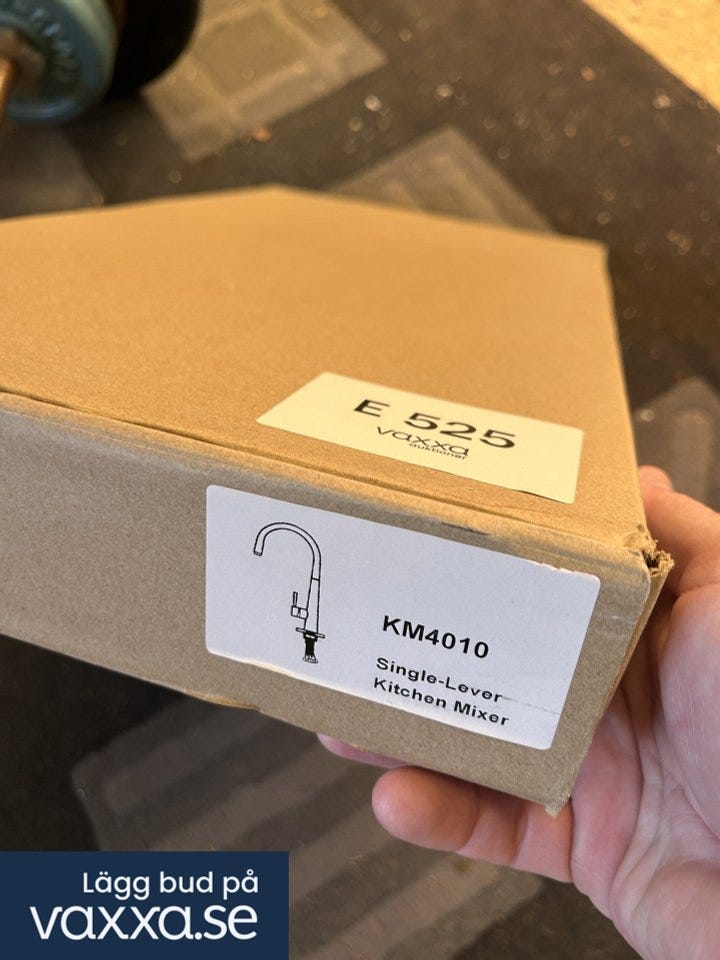 E 525
vaxxa
auktioner
KM4010
Single-Lever
Kitchen Mixer
Lägg bud på
vaxxa.se